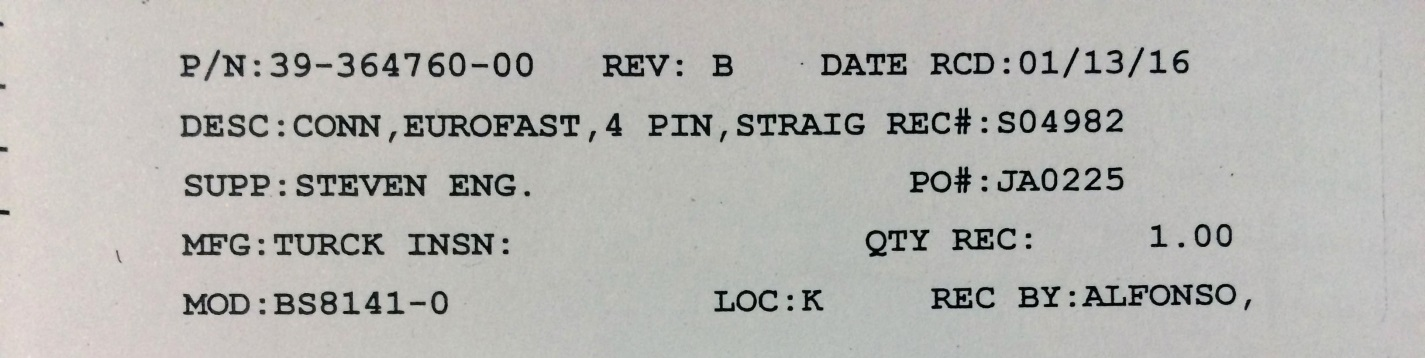 P/N:39-364760-00 REV: B DATE RCD:01/13/16
DESC:CONN,EUROFAST,4 PIN,STRAIG REC#:S04982
SUPP:STEVEN ENG. PO#:JA0225
MFG:TURCK INSN: QTY REC: 1.00
MOD:BS8141-0 LOC:K REC BY:ALFONSO,